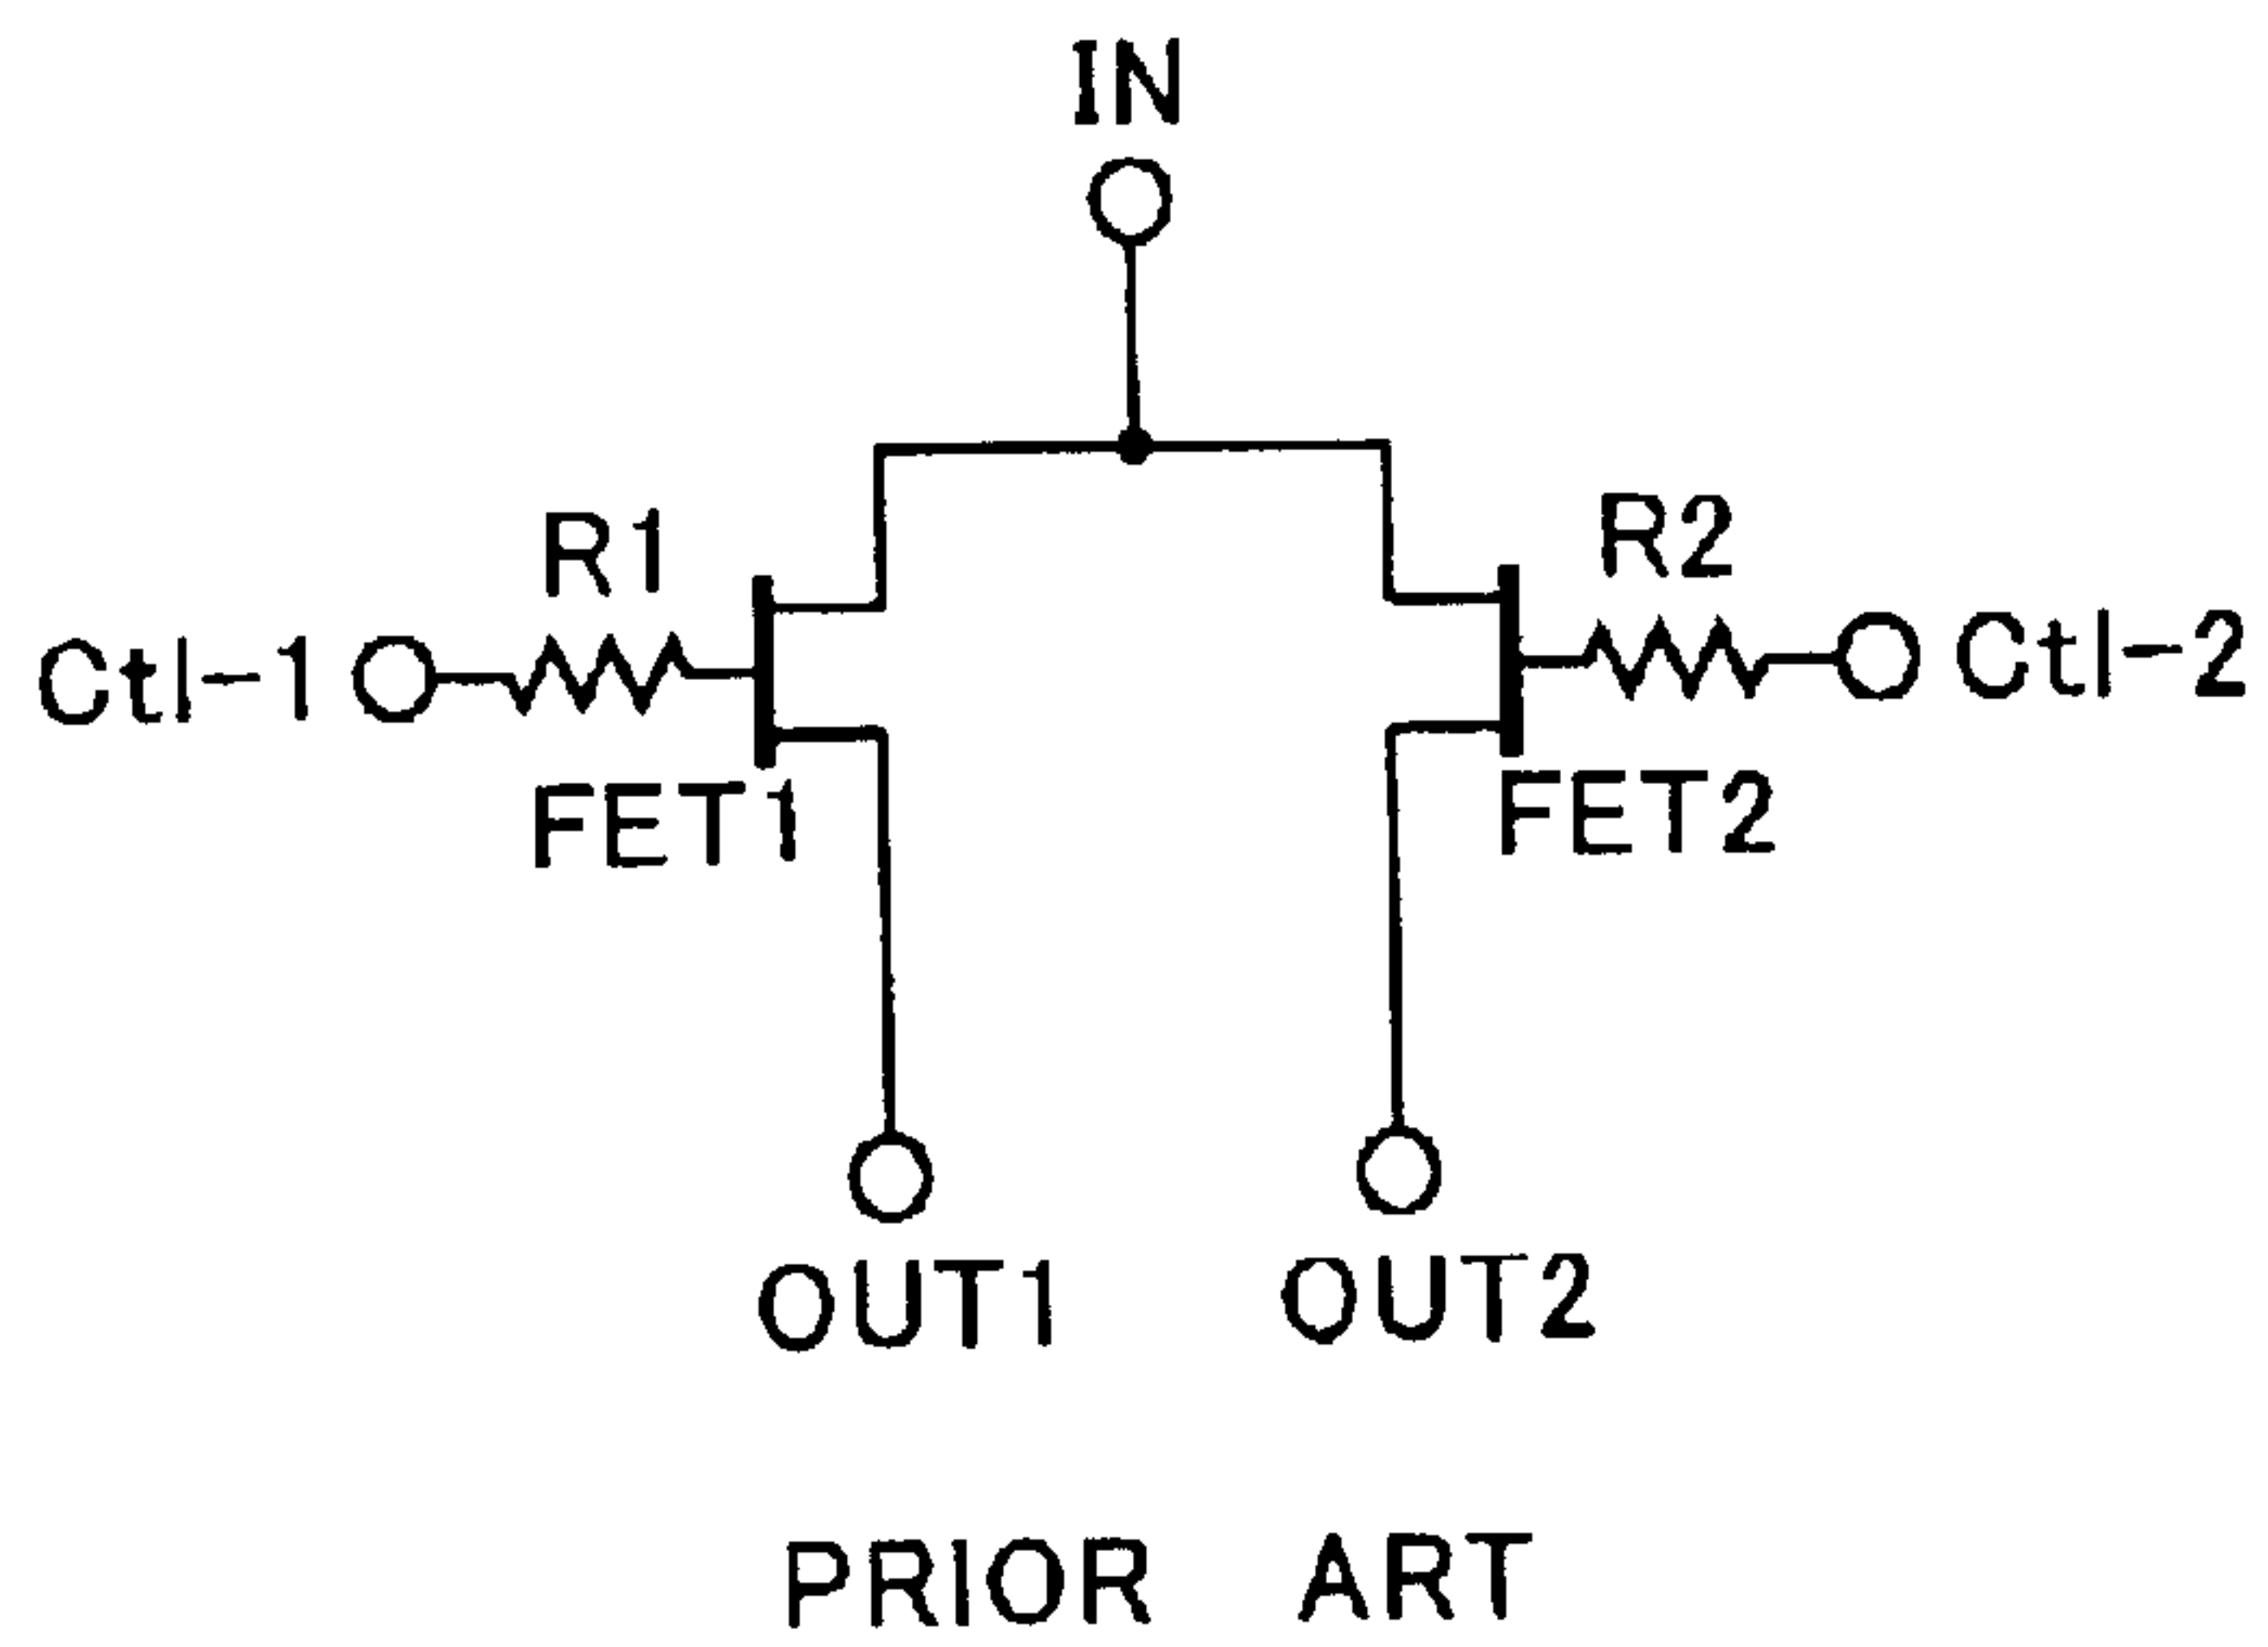 IN
R1
R2
Ctl-1
Ctl-2
FET1
FET2
OUT1
OUT2
PRIOR ART